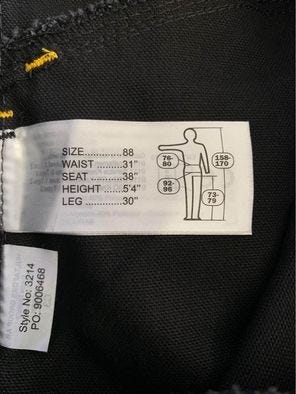 SIZE.............88
WAIST ..........31"
SEAT ............38"
HEIGHT.........5'4"
LEG ..............30"
76-
80
158-
170
92-
96
73-
79
Style No: 3214
PO: 9006468